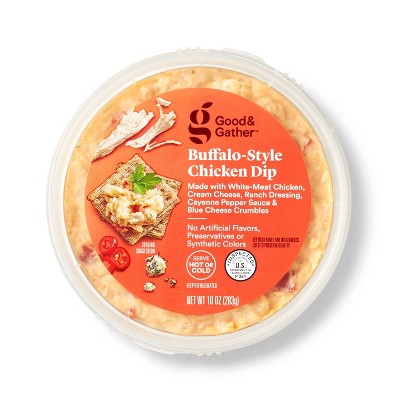 Good&
Gather™
Buffalo-Style
Chicken Dip
Made with White-Meat Chicken,
Cream Cheese, Ranch Dressing,
Cayenne Pepper Sauce &
Blue Cheese Crumbles
No Artificial Flavors,
Preservatives or
Synthetic Colors
SERVING
SUGGESTION
SERVE
HOT OR
COLD
KEEP REFRIGERATED
INSPECTED
U.S.
NET WT 10 OZ (283g)